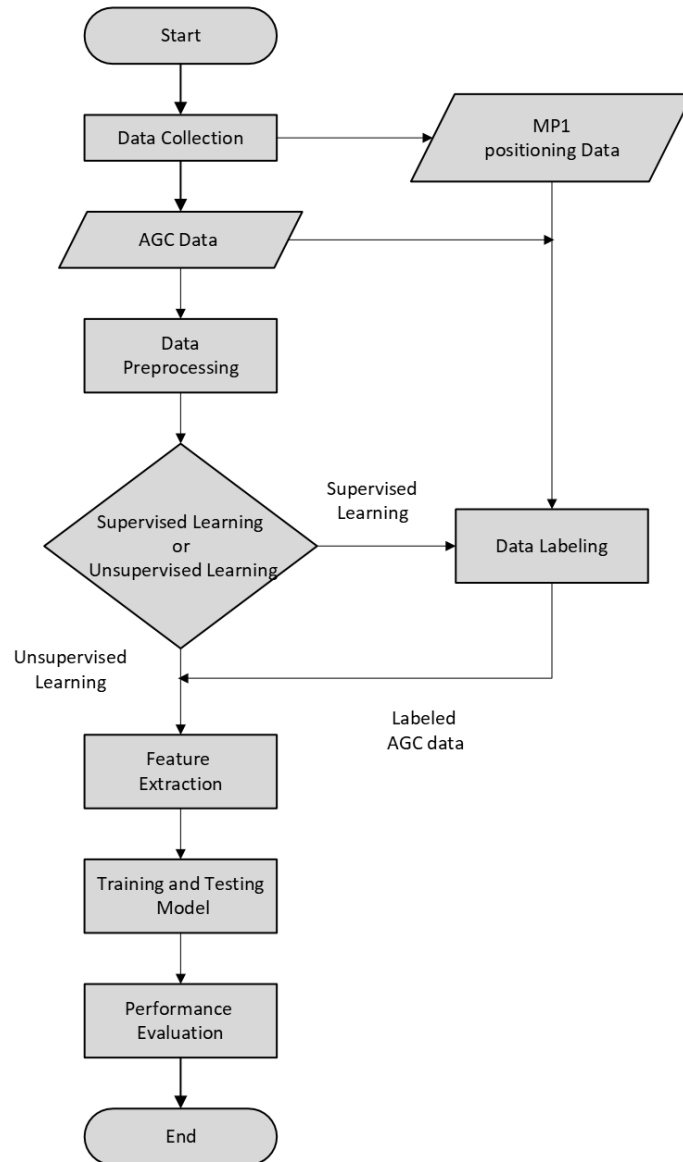 Start
Data Collection
MP1
positioning Data
AGC Data
Data
Preprocessing
Supervised Learning
or
Unsupervised Learning
Supervised
Learning
Data Labeling
Unsupervised
Learning
Labeled
AGC data
Feature
Extraction
Training and Testing
Model
Performance
Evaluation
End